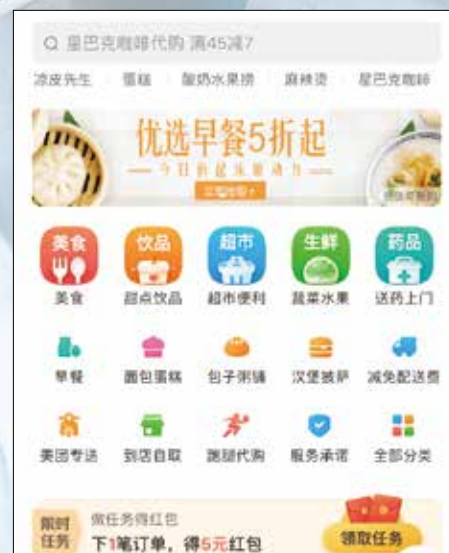 星巴克咖啡代购 满45减7
凉皮先生 蛋糕 酸奶水果捞 麻辣烫 星巴克咖啡
优选早餐5折起
美食 饮品 超市 生鲜 药品
美食 甜点饮品 超市便利 蔬菜水果 送药上门
早餐 面包蛋糕 包子粥铺 汉堡披萨 减免配送费
美团专送 到店自取 跑腿代购 服务承诺 全部分类
限时任务
做任务得红包
下1笔订单，得5元红包
领取任务